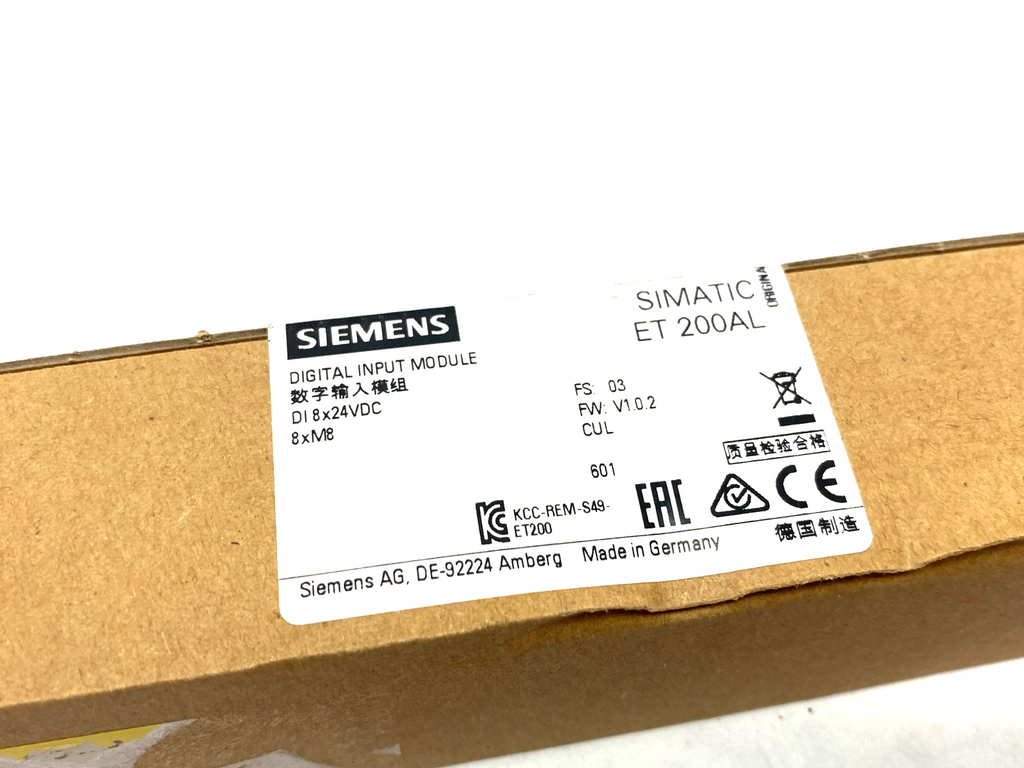 SIEMENS
SIMATIC
ET 200AL
DIGITAL INPUT MODULE
数字输入模组
DI 8x24VDC
8xM8
FS: 03
FW: V1.0.2
CUL
601
质量检验合格
KCC-REM-S49-
ET200
EAC
CE
德国制造
Siemens AG, DE-92224 Amberg Made in Germany